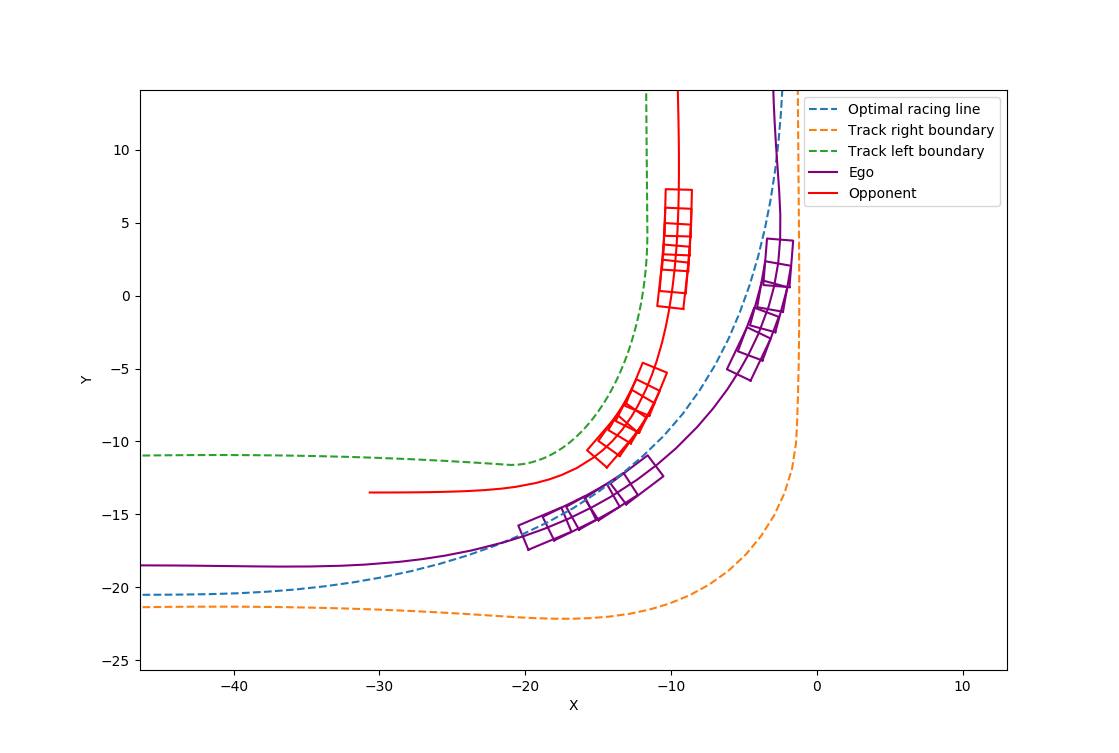 Optimal racing line
Track right boundary
Track left boundary
Ego
Opponent
10
5
0
−5
−10
−15
−20
−25
Y
−40
−30
−20
−10
0
10
X